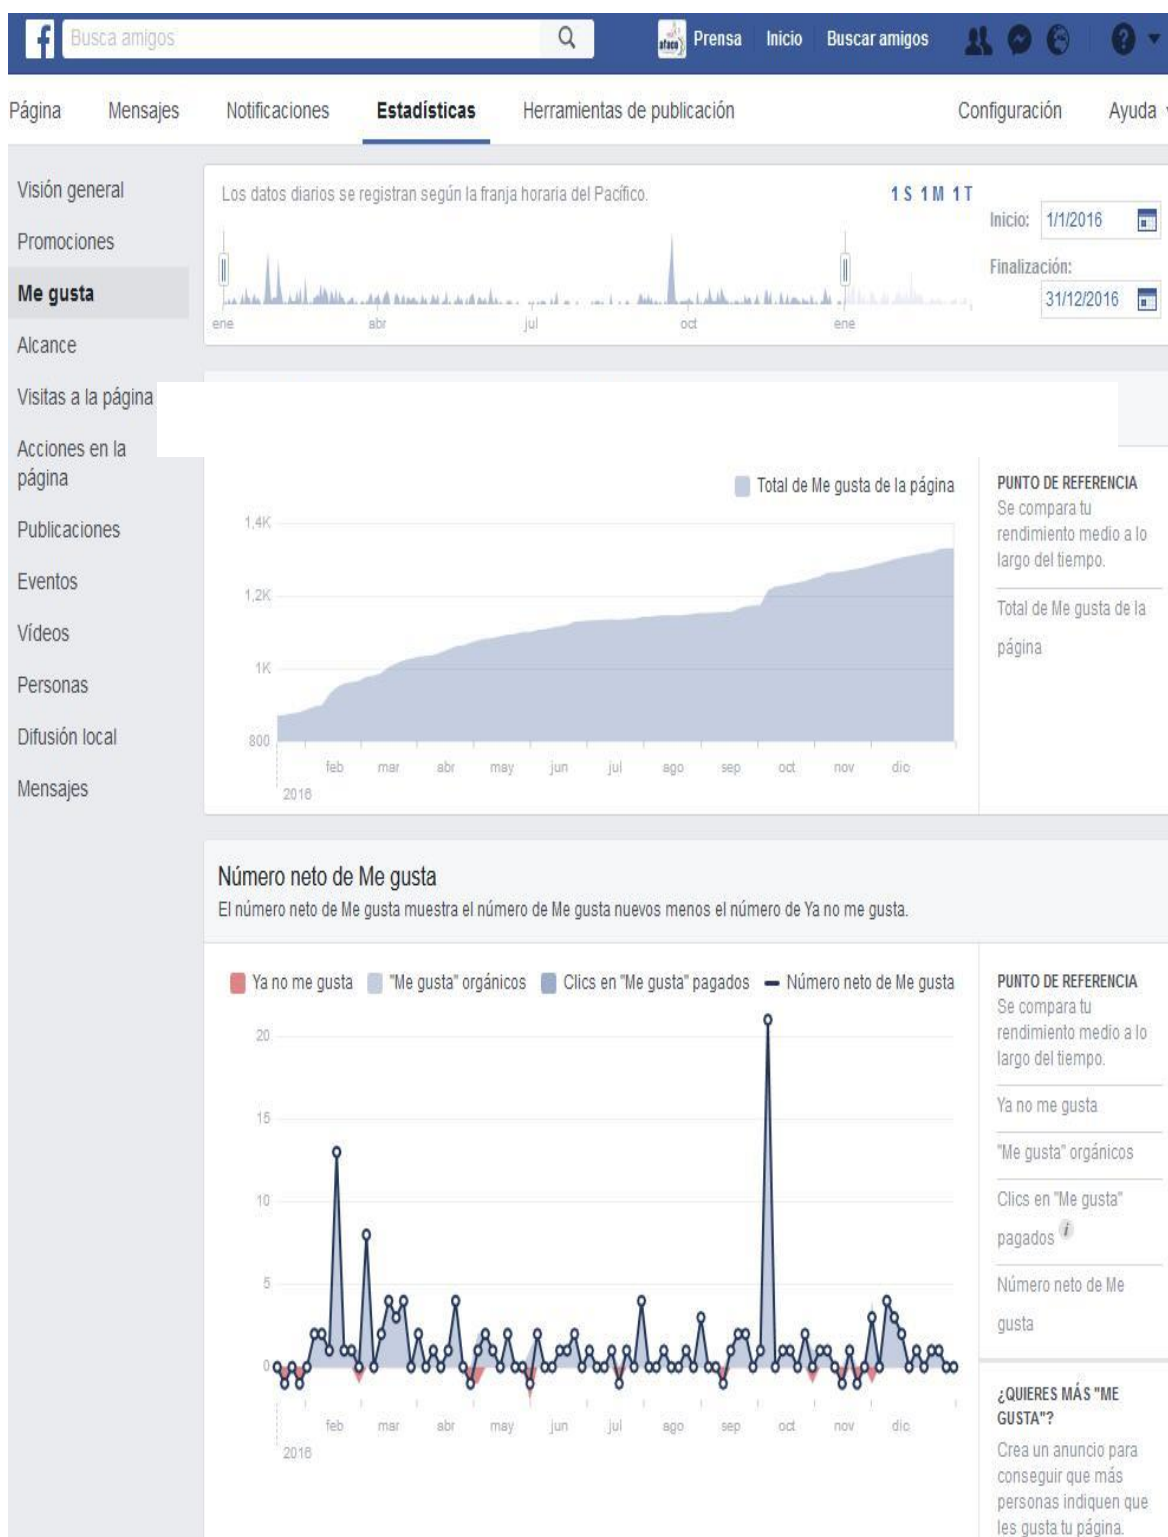 Busca amigos
afaco
Prensa Inicio Buscar amigos
Página Mensajes Notificaciones Estadísticas Herramientas de publicación Configuración Ayuda
Visión general
Promociones
Me gusta
Alcance
Visitas a la página
Acciones en la
página
Publicaciones
Eventos
Vídeos
Personas
Difusión local
Mensajes
Los datos diarios se registran según la franja horaria del Pacífico.
1 S 1 M 1 T
Inicio: 1/1/2016
Finalización:
31/12/2016
ene abr jul oct ene
Total de Me gusta de la página
1,4K
1,2K
1K
800
feb mar abr may jun jul ago sep oct nov dic
2016
PUNTO DE REFERENCIA
Se compara tu
rendimiento medio a lo
largo del tiempo.
Total de Me gusta de la
página
Número neto de Me gusta
El número neto de Me gusta muestra el número de Me gusta nuevos menos el número de Ya no me gusta.
Ya no me gusta "Me gusta" orgánicos Clics en "Me gusta" pagados Número neto de Me gusta
20
15
10
5
0
feb mar abr may jun jul ago sep oct nov dic
2016
PUNTO DE REFERENCIA
Se compara tu
rendimiento medio a lo
largo del tiempo.
Ya no me gusta
"Me gusta" orgánicos
Clics en "Me gusta"
pagados i
Número neto de Me
gusta
¿QUIERES MÁS "ME
GUSTA"?
Crea un anuncio para
conseguir que más
personas indiquen que
les gusta tu página.